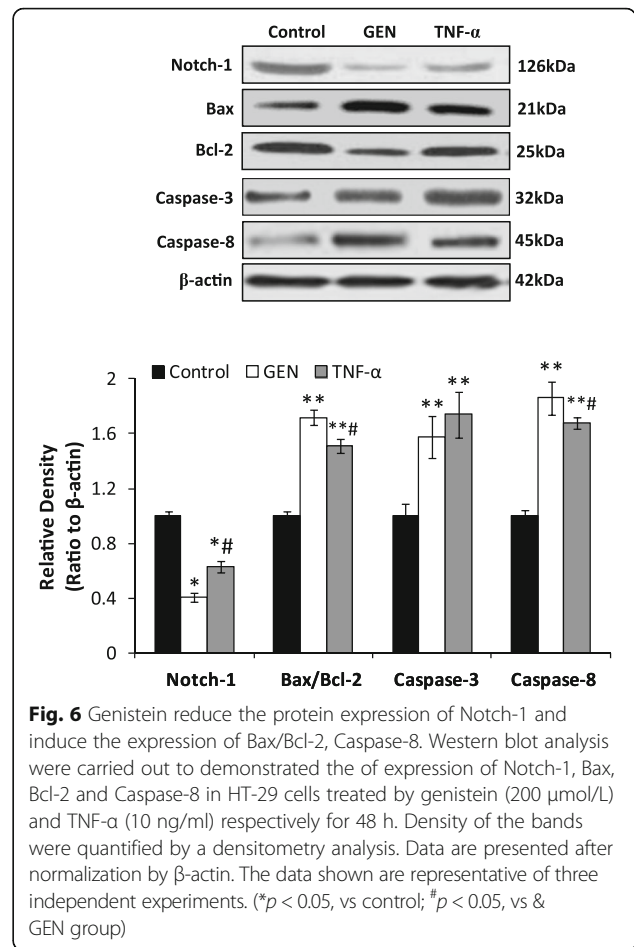 Control GEN TNF-α
Notch-1 126kDa
Bax 21kDa
Bcl-2 25kDa
Caspase-3 32kDa
Caspase-8 45kDa
β-actin 42kDa
Control GEN TNF-α
Relative Density
(Ratio to β-actin)
2
1.6
1.2
0.8
0.4
0
* *# ** **# ** ** ** **#
Notch-1 Bax/Bcl-2 Caspase-3 Caspase-8
Fig. 6 Genistein reduce the protein expression of Notch-1 and
induce the expression of Bax/Bcl-2, Caspase-8. Western blot analysis
were carried out to demonstrated the of expression of Notch-1, Bax,
Bcl-2 and Caspase-8 in HT-29 cells treated by genistein (200 μmol/L)
and TNF-α (10 ng/ml) respectively for 48 h. Density of the bands
were quantified by a densitometry analysis. Data are presented after
normalization by β-actin. The data shown are representative of three
independent experiments. (*p < 0.05, vs control; #p < 0.05, vs &
GEN group)